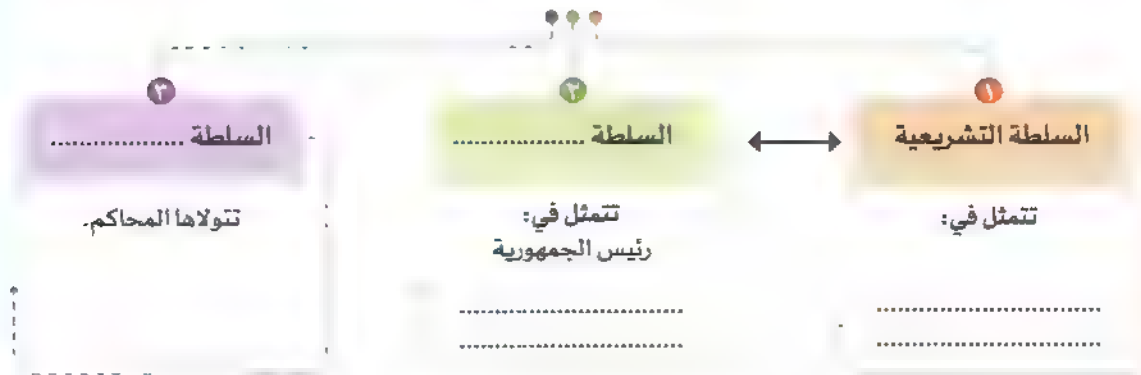 ١
السلطة التشريعية
تتمثل في:
..............................
..............................
٢
السلطة ..................
تتمثل في:
رئيس الجمهورية
..............................
..............................
٣
السلطة ..................
تتولاها المحاكم.